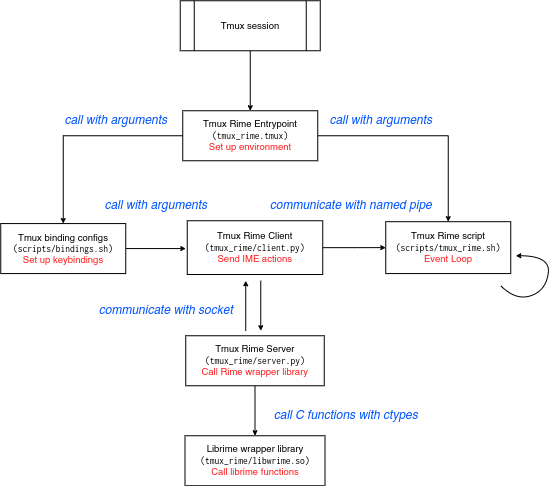 Tmux session
call with arguments
call with arguments
Tmux Rime Entrypoint
(tmux_rime.tmux)
Set up environment
call with arguments
communicate with named pipe
Tmux binding configs
(scripts/bindings.sh)
Set up keybindings
Tmux Rime Client
(tmux_rime/client.py)
Send IME actions
Tmux Rime script
(scripts/tmux_rime.sh)
Event Loop
communicate with socket
Tmux Rime Server
(tmux_rime/server.py)
Call Rime wrapper library
call C functions with ctypes
Librime wrapper library
(tmux_rime/libwrime.so)
Call librime functions